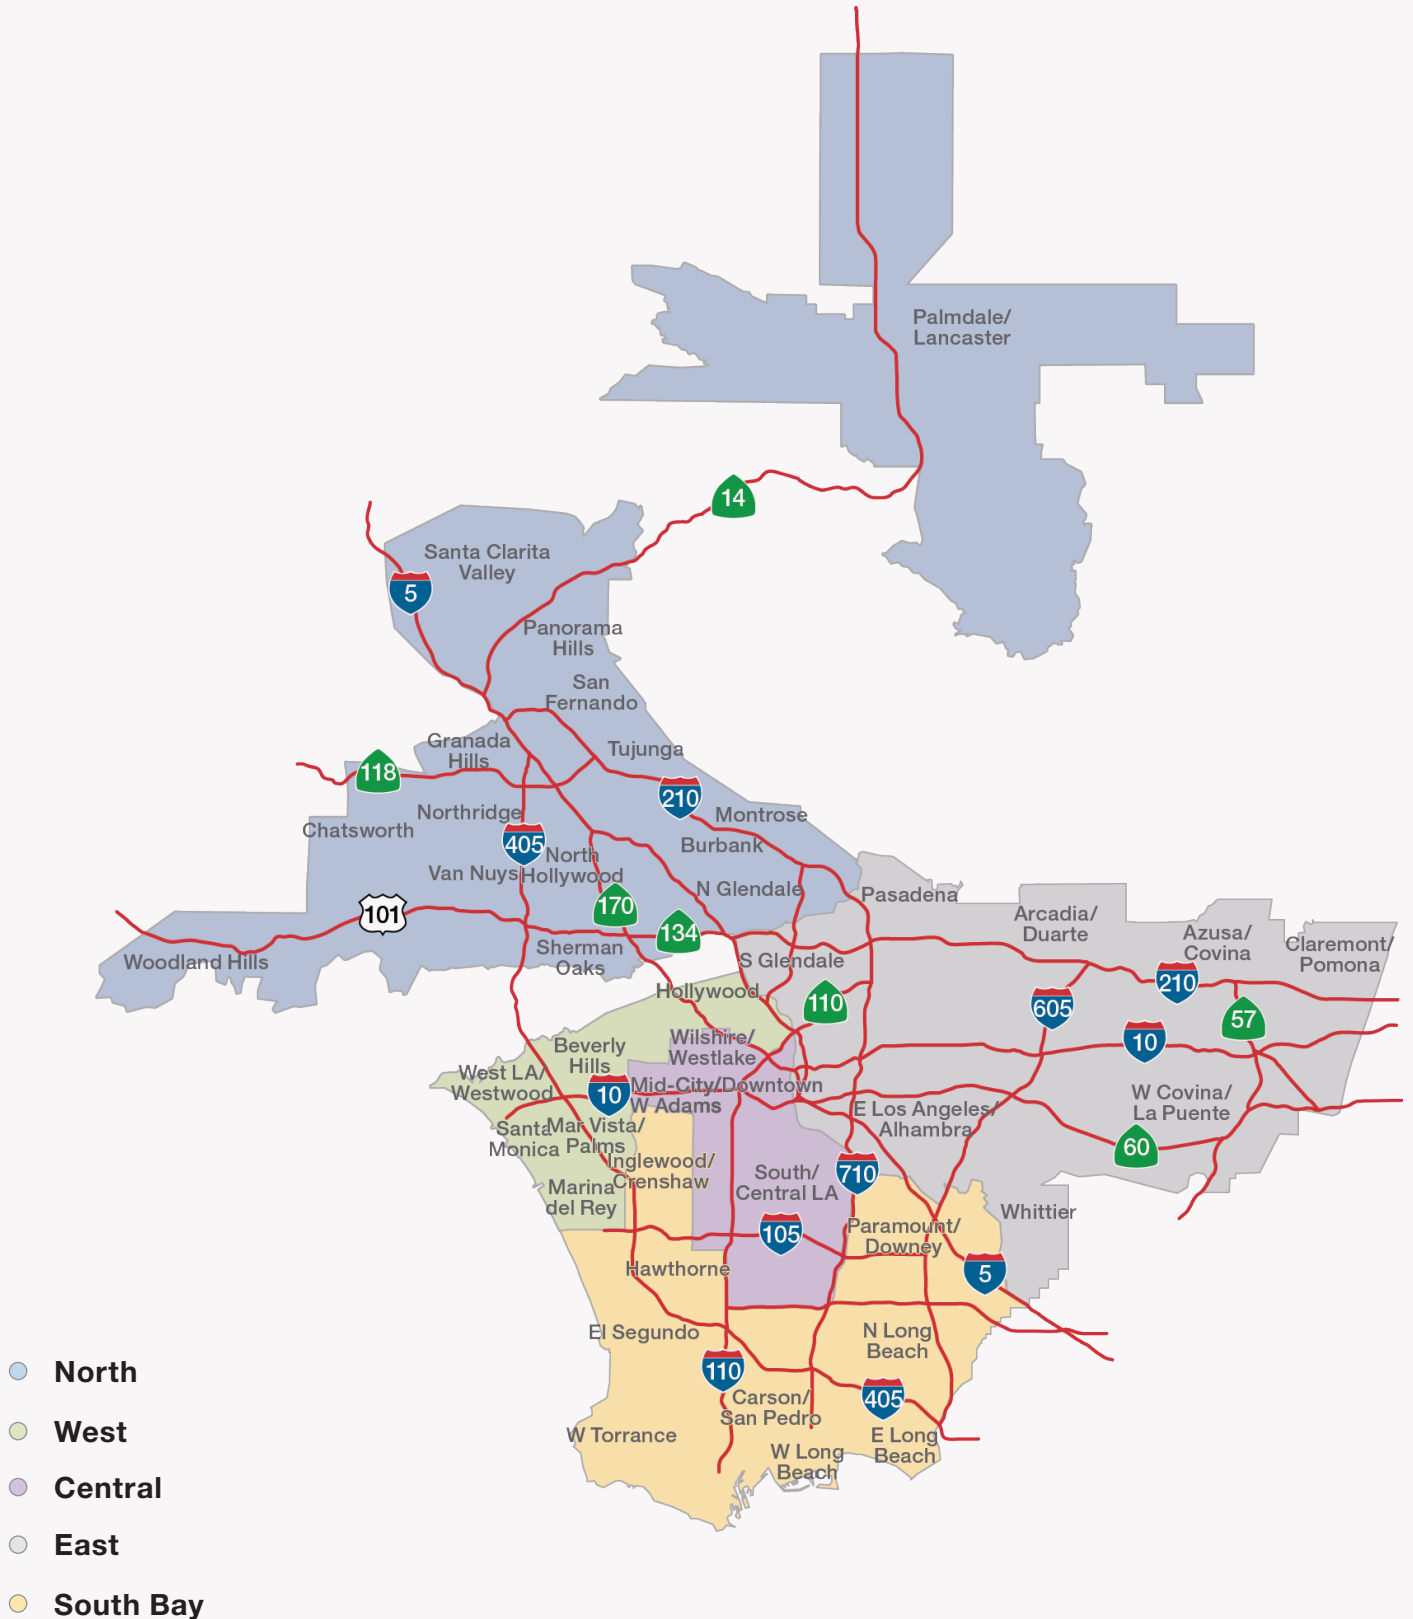 Palmdale/
Lancaster
14
Santa Clarita
Valley
5
Panorama
Hills
San
Fernando
Granada
Hills
Tujunga
118
210
Northridge
Montrose
Chatsworth
405
Burbank
North
Hollywood
Van Nuys
N Glendale
Pasadena
170
101
134
Arcadia/
Duarte
Azusa/
Covina
Claremont/
Pomona
Sherman
Oaks
Woodland Hills
S Glendale
Hollywood
110
605
210
57
10
Wilshire/
Westlake
Beverly
Hills
West LA/
Westwood
10
Mid-City/Downtown
W Adams
W Covina/
La Puente
E Los Angeles/
Alhambra
Santa
Monica
Mar Vista/
Palms
60
Inglewood/
Crenshaw
South/
Central LA
710
Marina
del Rey
Whittier
105
Paramount/
Downey
Hawthorne
5
El Segundo
N Long
Beach
110
405
Carson/
San Pedro
W Torrance
E Long
Beach
W Long
Beach
North
West
Central
East
South Bay